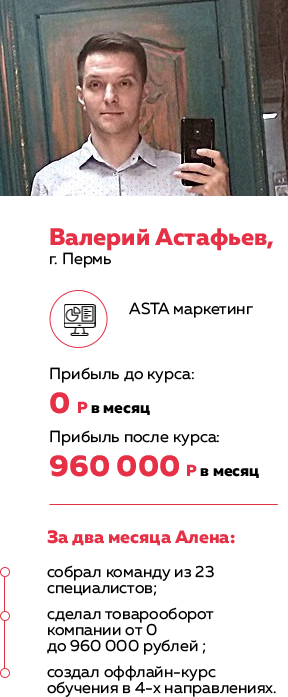 Валерий Астафьев,
г. Пермь
ASTA маркетинг
Прибыль до курса:
0 Р в месяц
Прибыль после курса:
960 000 Р в месяц
За два месяца Алена:
собрал команду из 23
специалистов;
сделал товарооборот
компании от 0
до 960 000 рублей ;
создал оффлайн-курс
обучения в 4-х направлениях.